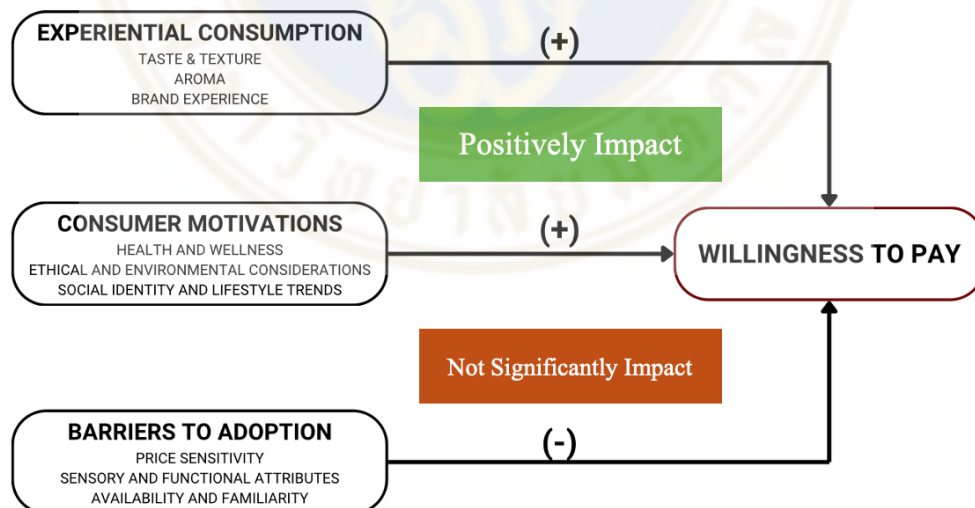 EXPERIENTIAL CONSUMPTION
TASTE & TEXTURE
AROMA
BRAND EXPERIENCE
(+)
Positively Impact
CONSUMER MOTIVATIONS
HEALTH AND WELLNESS
ETHICAL AND ENVIRONMENTAL CONSIDERATIONS
SOCIAL IDENTITY AND LIFESTYLE TRENDS
(+)
WILLINGNESS TO PAY
Not Significantly Impact
BARRIERS TO ADOPTION
PRICE SENSITIVITY
SENSORY AND FUNCTIONAL ATTRIBUTES
AVAILABILITY AND FAMILIARITY
(-)